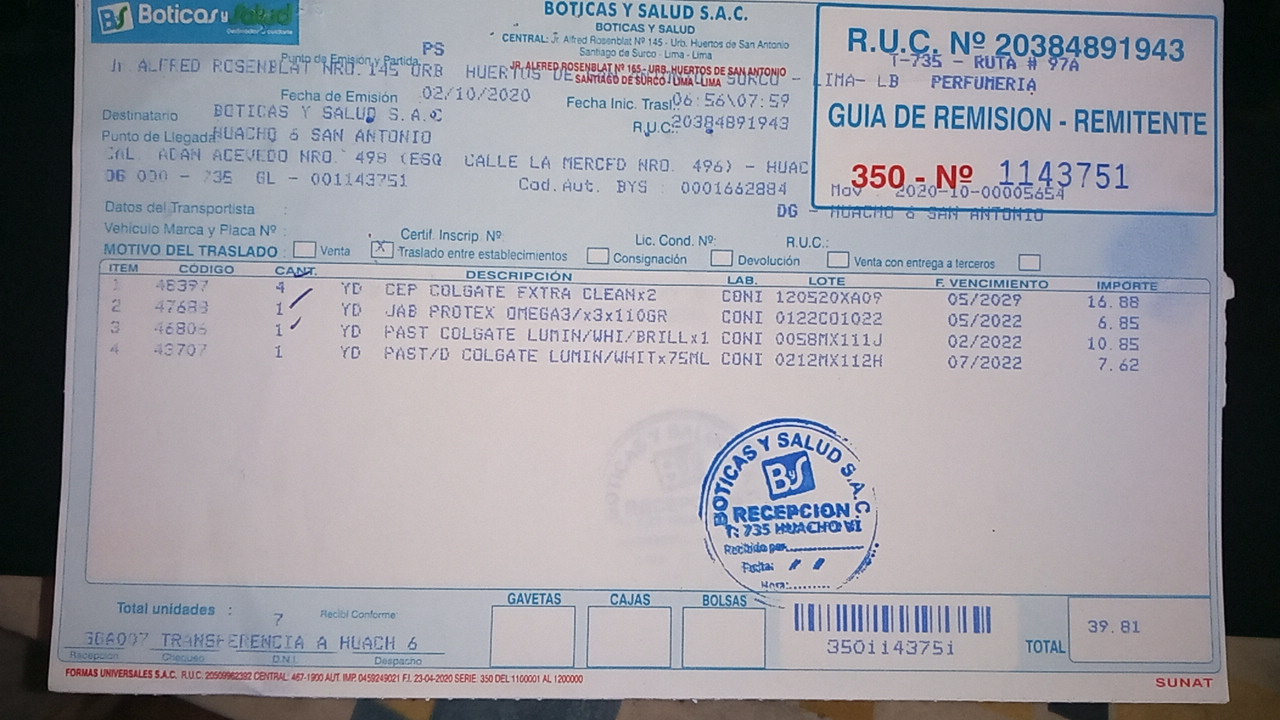 BS Boticas y Salud
BOTICAS Y SALUD S.A.C.
BOTICAS Y SALUD
CENTRAL: Jr. Alfred Rosenblat Nº 145 - Urb. Huertos de San Antonio
Santiago de Surco - Lima - Lima
JR. ALFRED ROSENBLAT Nº 165 - URB. HUERTOS DE SAN ANTONIO
SANTIAGO DE SURCO - LIMA - LIMA
R.U.C. Nº 20384891943
T-735 - RUTA # 97A
PERFUMERIA
GUIA DE REMISION - REMITENTE
350 - Nº 1143751
Mov 2020-10-00005654
DG - HUACHO 6 SAN ANTONIO
PS
Punto de Emisión y Partida
Jr ALFRED ROSENBLAT NRO. 145 URB HUERTOS DE SURCO - LIMA- LB
Fecha de Emisión 02/10/2020 Fecha Inic. Trasl.: 06:56\07:59
Destinatario BOTICAS Y SALUD S.A.C R.U.C.: 20384891943
Punto de Llegada HUACHO 6 SAN ANTONIO
CAL. ADAN ACEVEDO NRO. 498 (ESQ CALLE LA MERCED NRO. 496) - HUAC
DG 000 - 735 GL - 001143751 Cod.Aut. BYS : 0001662884
Datos del Transportista :
Vehículo Marca y Placa Nº : Certif. Inscrip. Nº: Lic. Cond. Nº: R.U.C.:
MOTIVO DEL TRASLADO : Venta X Traslado entre establecimientos Consignación Devolución Venta con entrega a terceros
ITEM CÓDIGO CANT. DESCRIPCIÓN LAB. LOTE F. VENCIMIENTO IMPORTE
1 48397 4 YD CEP COLGATE EXTRA CLEANx2 CONI 120520XA09 05/2029 16.88
2 47688 1 YD JAB PROTEX OMEGA3/x3x110GR CONI 0122CO1022 05/2022 6.85
3 46806 1 YD PAST COLGATE LUMIN/WHI/BRILLx1 CONI 0058MX111J 02/2022 10.85
4 43707 1 YD PAST/D COLGATE LUMIN/WHITx75ML CONI 0212MX112H 07/2022 7.62
BOTICAS Y SALUD S.A.C.
BS
RECEPCION
T: 735 HUACHO VI
Recibido por
Fecha: / /
Hora:
Total unidades : 7 Recibí Conforme
GAVETAS CAJAS BOLSAS
3501143751
TOTAL 39.81
TRANSFERENCIA A HUACH 6
Recepción Chequeo D.N.I. Despacho
FORMAS UNIVERSALES S.A.C. R.U.C. 20509962392 CENTRAL: 467-1900 AUT. IMP. 0459249021 F.I. 23-04-2020 SERIE: 350 DEL 1100001 AL 1200000
SUNAT